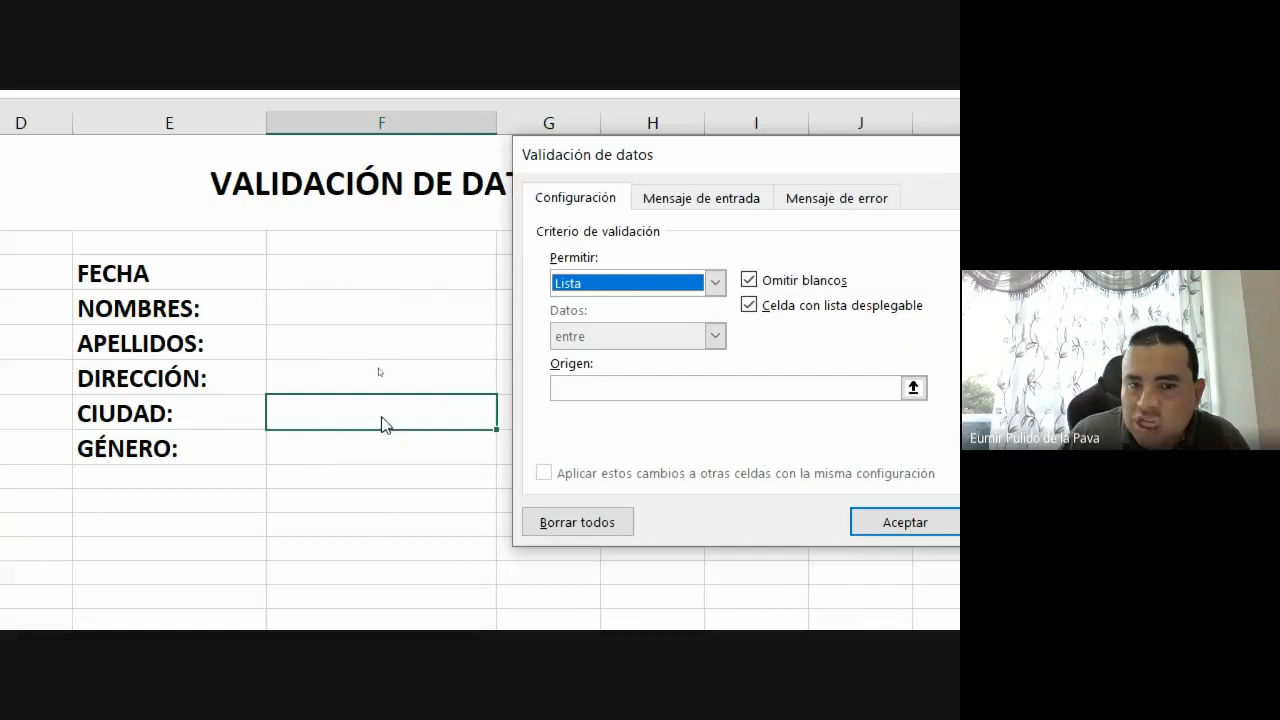 D E F G H I J
VALIDACIÓN DE DAT
FECHA
NOMBRES:
APELLIDOS:
DIRECCIÓN:
CIUDAD:
GÉNERO:
Validación de datos
Configuración Mensaje de entrada Mensaje de error
Criterio de validación
Permitir:
Lista
Omitir blancos
Datos:
Celda con lista desplegable
entre
Origen:
Aplicar estos cambios a otras celdas con la misma configuración
Borrar todos Aceptar
Eumir Pulido de la Pava